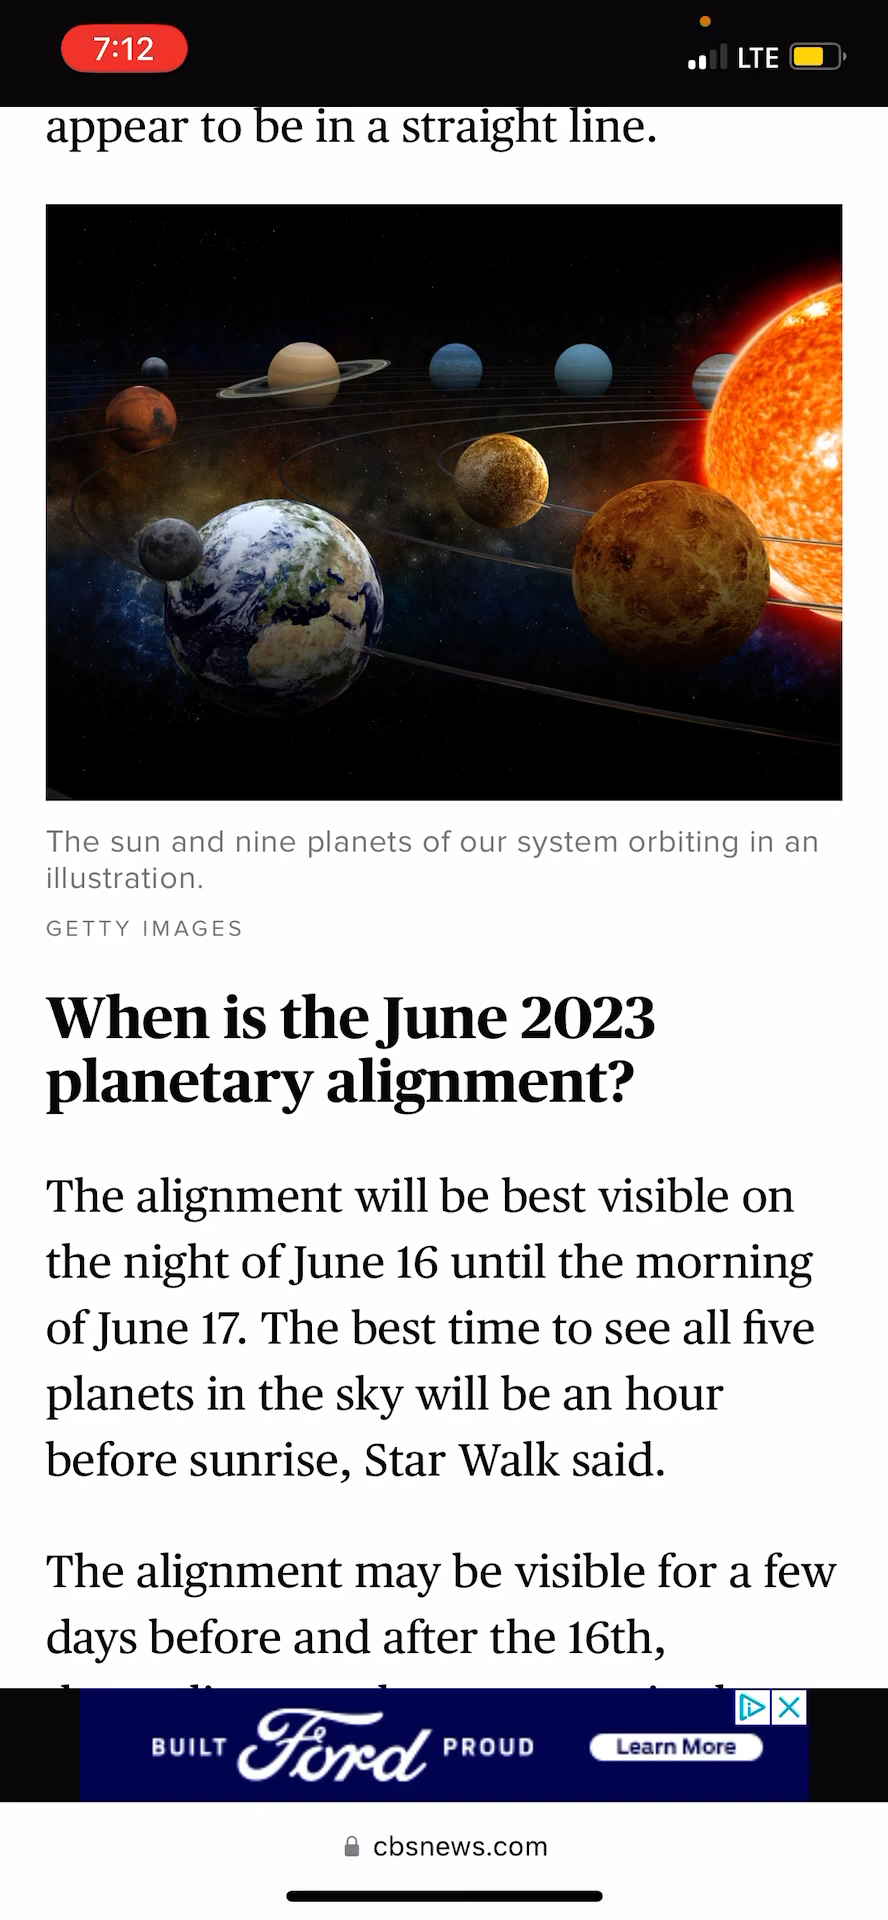 7:12
LTE
appear to be in a straight line.
The sun and nine planets of our system orbiting in an
illustration.
GETTY IMAGES
When is the June 2023
planetary alignment?
The alignment will be best visible on
the night of June 16 until the morning
of June 17. The best time to see all five
planets in the sky will be an hour
before sunrise, Star Walk said.
The alignment may be visible for a few
days before and after the 16th,
BUILT Ford PROUD
Learn More
cbsnews.com